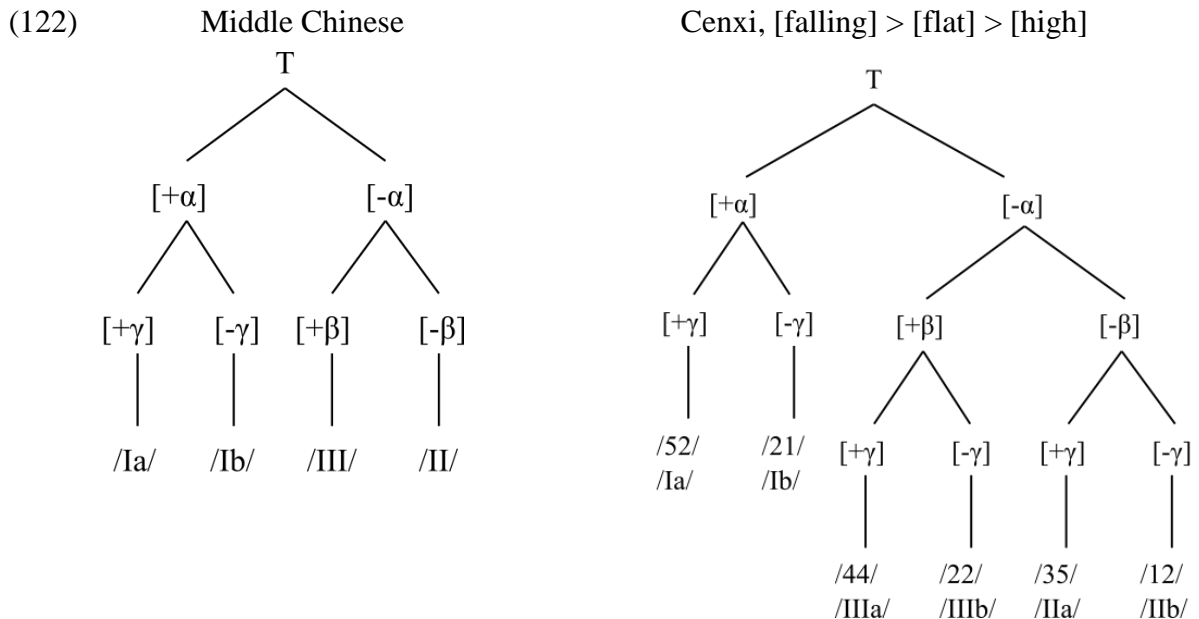 (122) Middle Chinese Cenxi, [falling] > [flat] > [high]
T T
[+α] [-α] [+α] [-α]
[+γ] [-γ] [+β] [-β] [+γ] [-γ] [+β] [-β]
/Ia/ /Ib/ /III/ /II/ /52/ /21/ [+γ] [-γ] [+γ] [-γ]
/Ia/ /Ib/
/44/ /22/ /35/ /12/
/IIIa/ /IIIb/ /IIa/ /IIb/